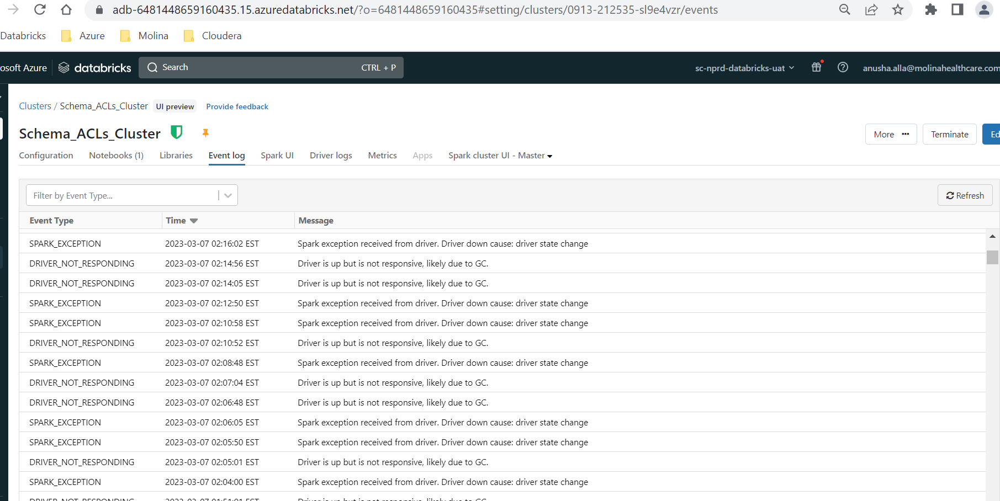 adb-6481448659160435.15.azuredatabricks.net/?o=6481448659160435#setting/clusters/0913-212535-sl9e4vzr/events
Databricks Azure Molina Cloudera
osoft Azure databricks Search CTRL + P sc-nprd-databricks-uat anusha.alla@molinahealthcare.com
Clusters / Schema_ACLs_Cluster UI preview Provide feedback
Schema_ACLs_Cluster More ••• Terminate Ed
Configuration Notebooks (1) Libraries Event log Spark UI Driver logs Metrics Apps Spark cluster UI - Master
Filter by Event Type... Refresh
Event Type Time Message
SPARK_EXCEPTION 2023-03-07 02:16:02 EST Spark exception received from driver. Driver down cause: driver state change
DRIVER_NOT_RESPONDING 2023-03-07 02:14:56 EST Driver is up but is not responsive, likely due to GC.
DRIVER_NOT_RESPONDING 2023-03-07 02:14:05 EST Driver is up but is not responsive, likely due to GC.
SPARK_EXCEPTION 2023-03-07 02:12:50 EST Spark exception received from driver. Driver down cause: driver state change
SPARK_EXCEPTION 2023-03-07 02:10:58 EST Spark exception received from driver. Driver down cause: driver state change
DRIVER_NOT_RESPONDING 2023-03-07 02:10:52 EST Driver is up but is not responsive, likely due to GC.
SPARK_EXCEPTION 2023-03-07 02:08:48 EST Spark exception received from driver. Driver down cause: driver state change
DRIVER_NOT_RESPONDING 2023-03-07 02:07:04 EST Driver is up but is not responsive, likely due to GC.
DRIVER_NOT_RESPONDING 2023-03-07 02:06:48 EST Driver is up but is not responsive, likely due to GC.
SPARK_EXCEPTION 2023-03-07 02:06:05 EST Spark exception received from driver. Driver down cause: driver state change
SPARK_EXCEPTION 2023-03-07 02:05:50 EST Spark exception received from driver. Driver down cause: driver state change
DRIVER_NOT_RESPONDING 2023-03-07 02:05:01 EST Driver is up but is not responsive, likely due to GC.
SPARK_EXCEPTION 2023-03-07 02:04:00 EST Spark exception received from driver. Driver down cause: driver state change